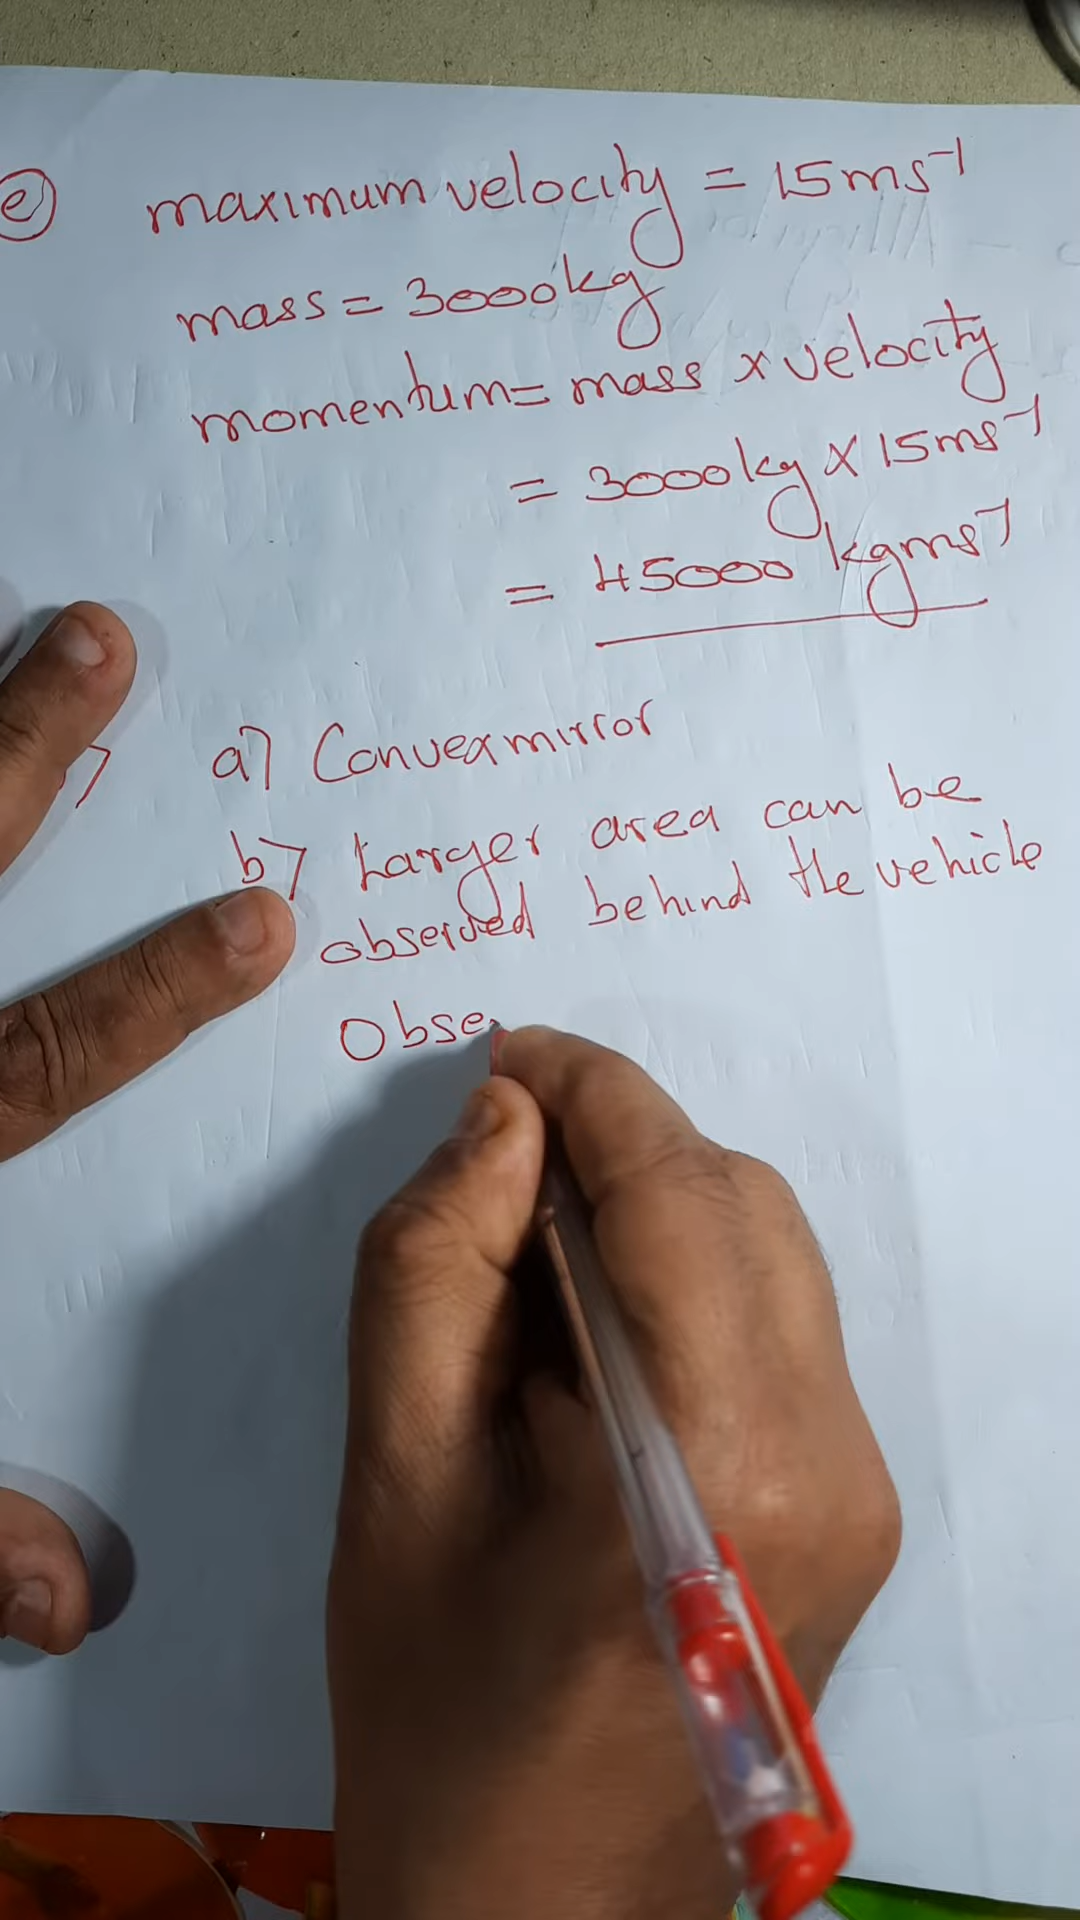 e maximum velocity = 15ms⁻¹
mass = 3000kg
momentum = mass x velocity
= 3000kg x 15ms⁻¹
= 45000 kgms⁻¹
a) Convex mirror
b) Larger area can be
observed behind the vehicle
Obse